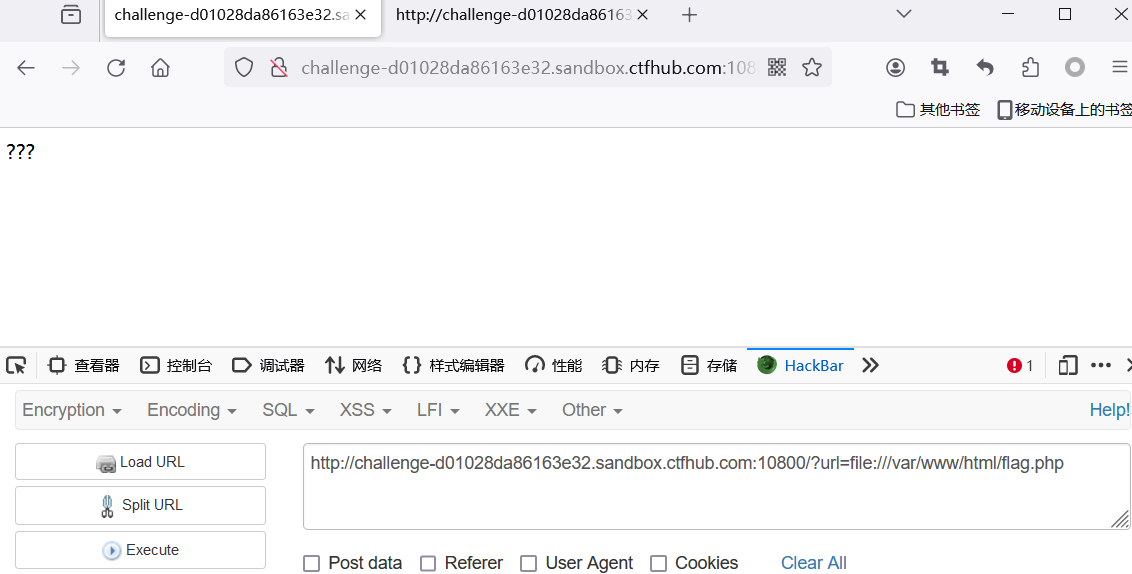 challenge-d01028da86163e32.sa
http://challenge-d01028da86163
challenge-d01028da86163e32.sandbox.ctfhub.com:108
其他书签 移动设备上的书签
???
查看器 控制台 调试器 网络 {} 样式编辑器 性能 内存 存储 HackBar 1
Encryption Encoding SQL XSS LFI XXE Other Help!
Load URL
http://challenge-d01028da86163e32.sandbox.ctfhub.com:10800/?url=file:///var/www/html/flag.php
Split URL
Execute
Post data Referer User Agent Cookies Clear All